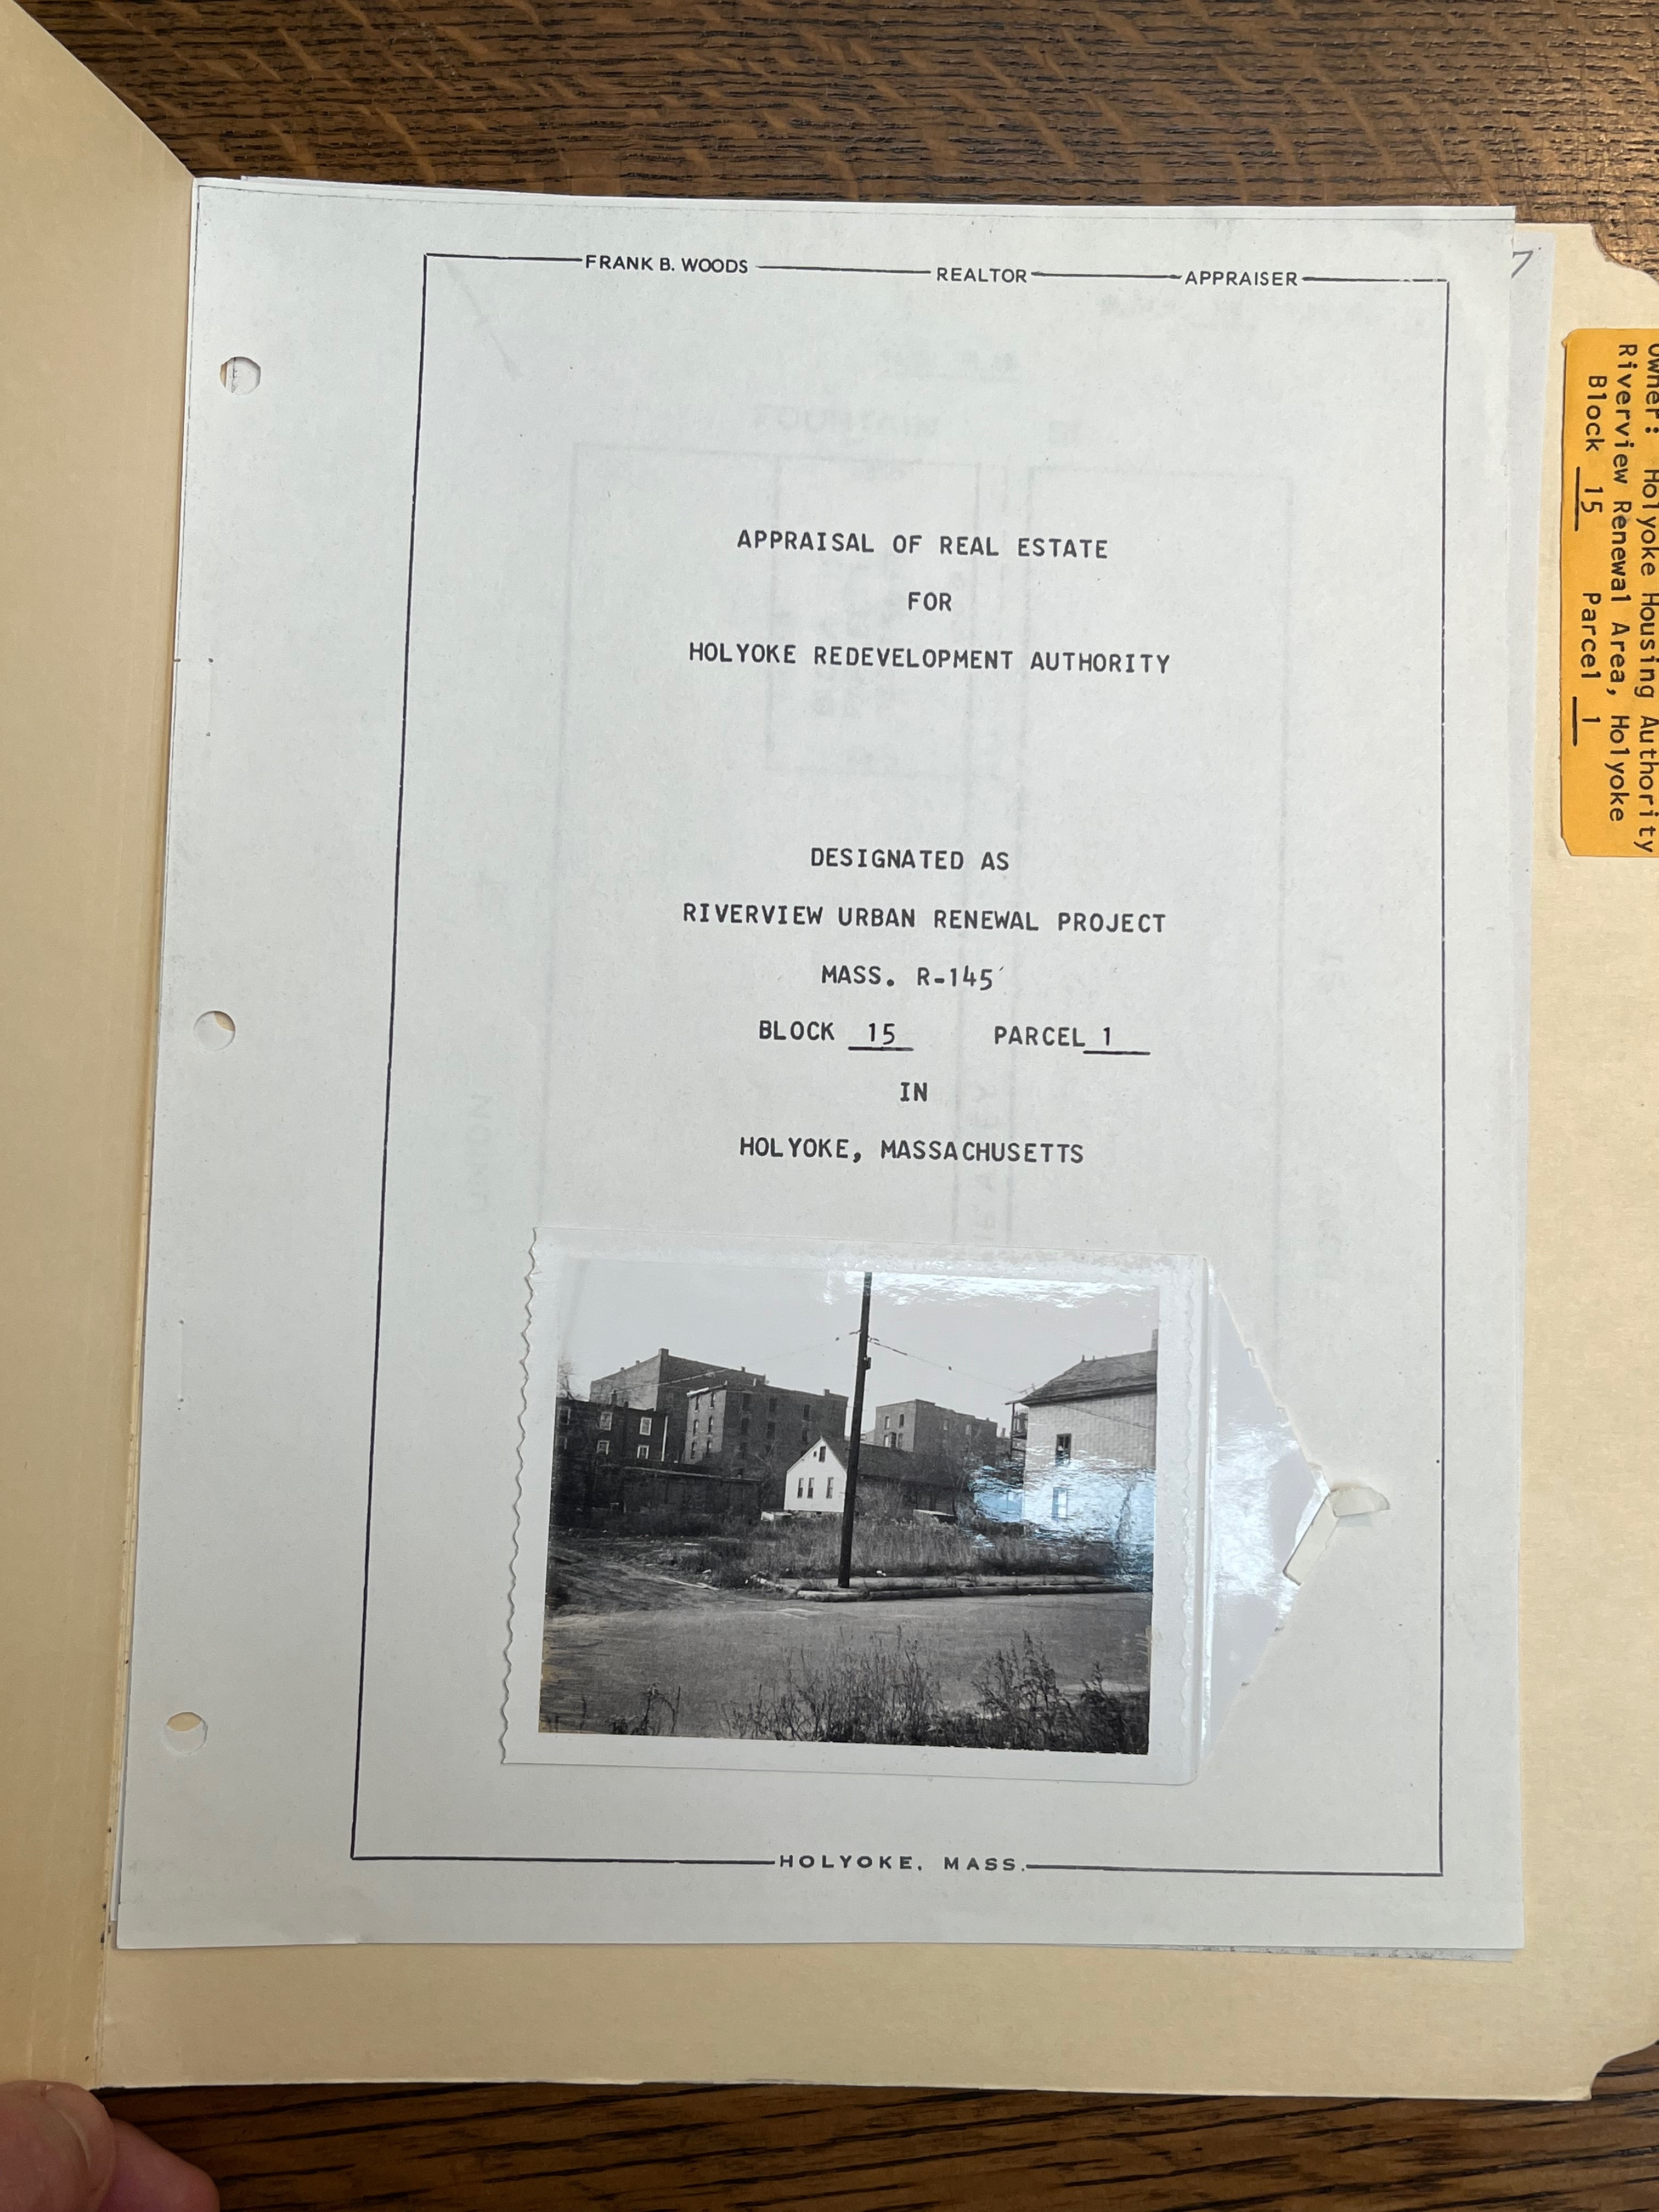 FRANK B. WOODS REALTOR APPRAISER
APPRAISAL OF REAL ESTATE
FOR
HOLYOKE REDEVELOPMENT AUTHORITY
DESIGNATED AS
RIVERVIEW URBAN RENEWAL PROJECT
MASS. R-145
BLOCK 15 PARCEL 1
IN
HOLYOKE, MASSACHUSETTS
HOLYOKE, MASS.
Owner: Holyoke Housing Authority
Riverview Renewal Area, Holyoke
Block 15 Parcel 1
7